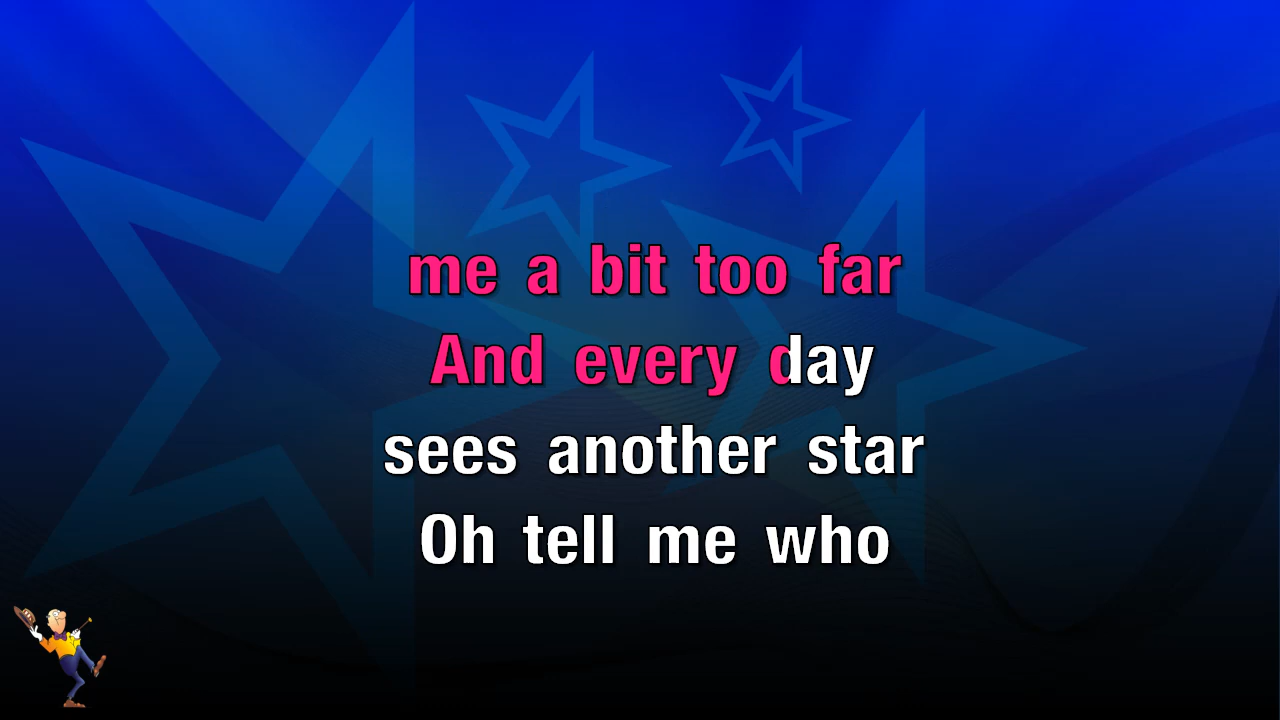 me a bit too far
And every day
sees another star
Oh tell me who